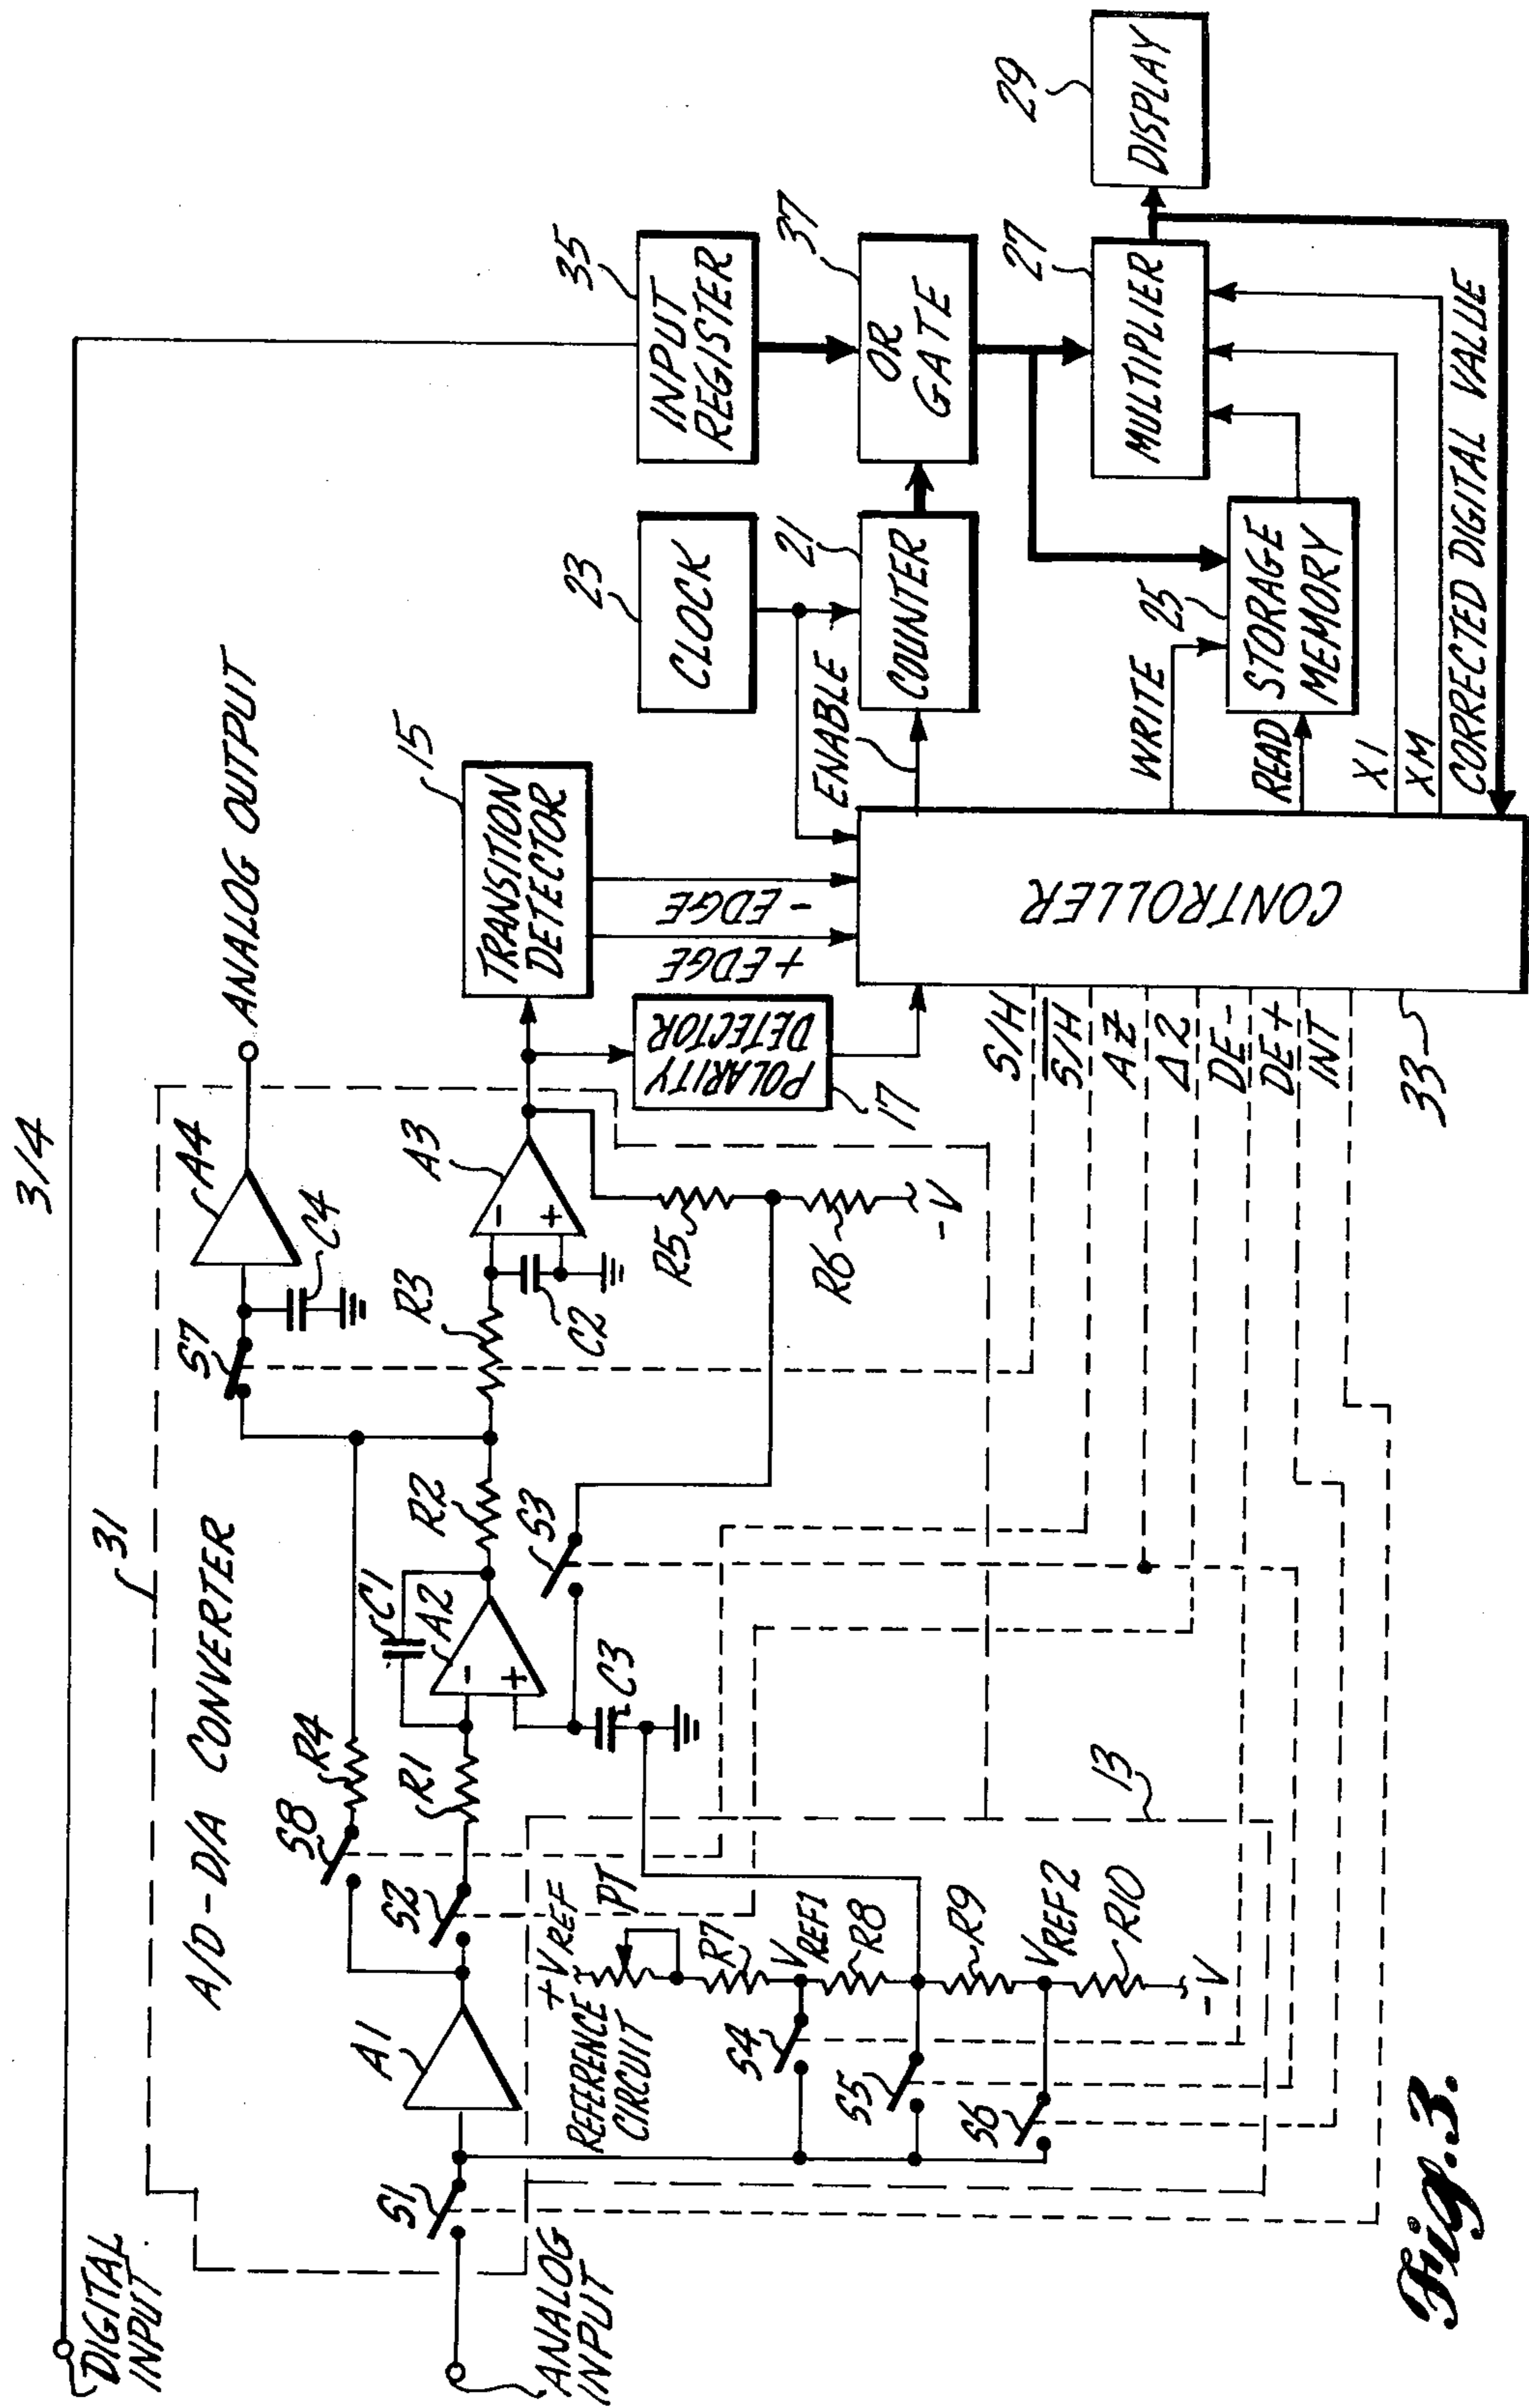 3/4
DIGITAL
INPUT
31
A/D-D/A CONVERTER
S7
A4
C4
ANALOG OUTPUT
S8
R4
C1
A2
R2
R3
A3
C2
15
TRANSITION
DETECTOR
23
CLOCK
35
INPUT
REGISTER
S1
A1
S2
R1
-
+
-
+
C3
S3
R5
R6
-V
POLARITY
DETECTOR
17
+EDGE
-EDGE
ENABLE
COUNTER
21
OR
GATE
37
ANALOG
INPUT
REFERENCE
CIRCUIT
+VREF
PT
R7
VREF1
R8
R9
VREF2
R10
-V
S4
S5
S6
13
S/H
S/H
AZ
Δ2
DE-
DE+
INT
33
CONTROLLER
WRITE
READ
X1
XM
25
STORAGE
MEMORY
MULTIPLIER
27
DISPLAY
29
CORRECTED DIGITAL VALUE
Fig.3.